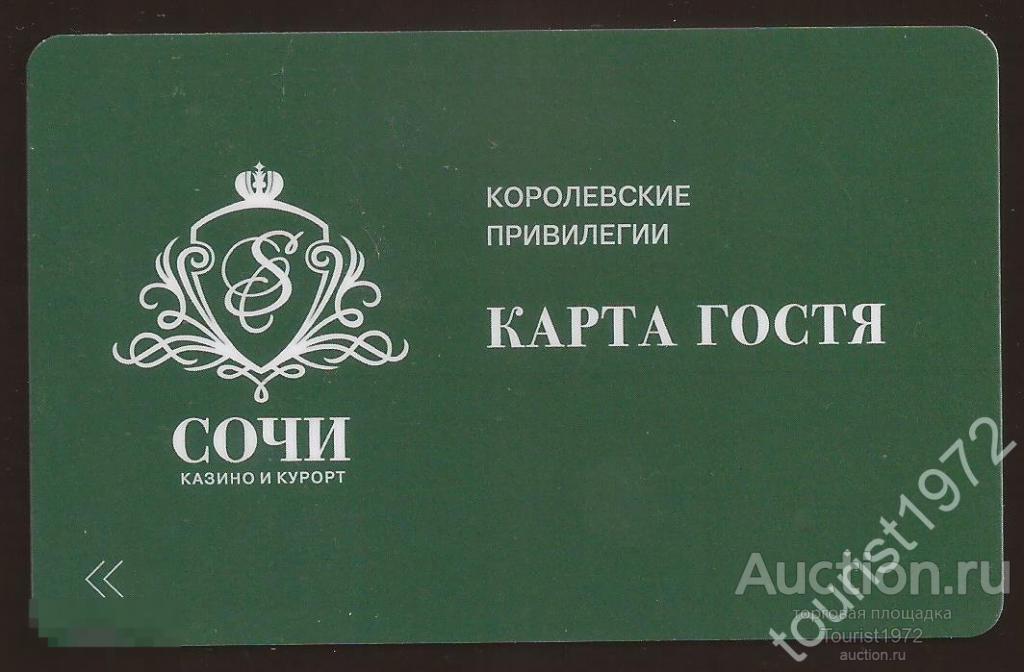 КОРОЛЕВСКИЕ
ПРИВИЛЕГИИ
КАРТА ГОСТЯ
S
СОЧИ
КАЗИНО И КУРОРТ
tourist1972
Auction.ru
торговая площадка
Tourist1972
auction.ru